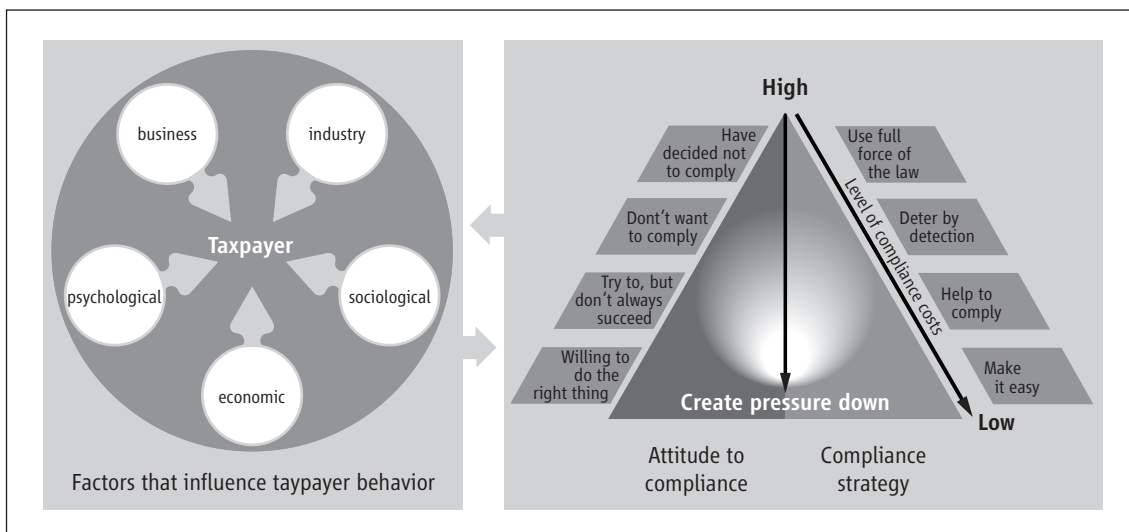 business
industry
Taxpayer
psychological
sociological
economic
Factors that influence taypayer behavior
High
Have
decided not
to comply
Dont't want
to comply
Try to, but
don't always
succeed
Willing to
do the
right thing
Use full
force of
the law
Deter by
detection
Help to
comply
Make
it easy
Level of compliance costs
Create pressure down
Low
Attitude to
compliance
Compliance
strategy